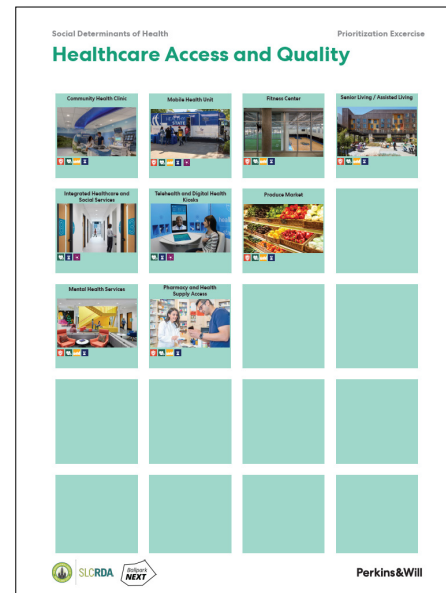 Social Determinants of Health
Prioritization Excercise
Healthcare Access and Quality
Community Health Clinic
Mobile Health Unit
Fitness Center
Senior Living / Assisted Living
Integrated Healthcare and
Social Services
Telehealth and Digital Health
Kiosks
Produce Market
Mental Health Services
Pharmacy and Health
Supply Access
SLCRDA
Ballpark
NEXT
Perkins&Will